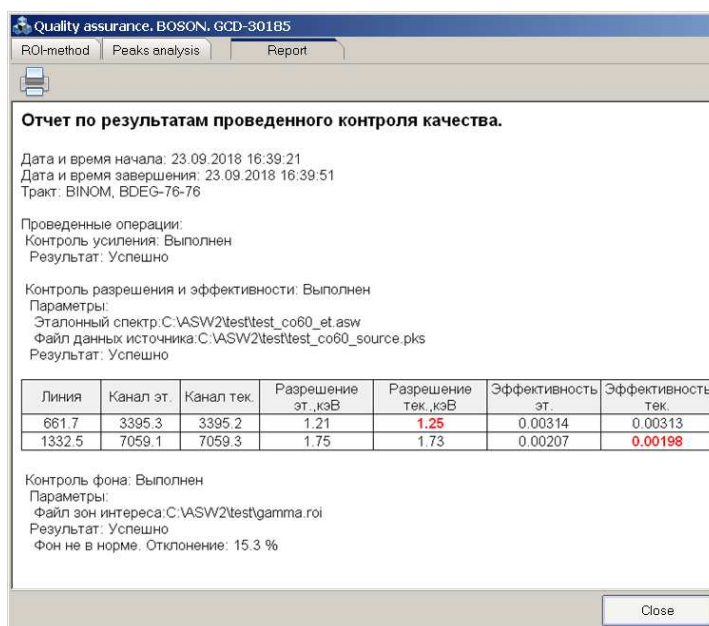 Quality assurance. BOSON. GCD-30185
ROI-method Peaks analysis Report
Отчет по результатам проведенного контроля качества.
Дата и время начала: 23.09.2018 16:39:21
Дата и время завершения: 23.09.2018 16:39:51
Тракт: BINOM, BDEG-76-76
Проведенные операции:
Контроль усиления: Выполнен
Результат: Успешно
Контроль разрешения и эффективности: Выполнен
Параметры:
Эталонный спектр:C:\ASW2\test\test_co60_et.asw
Файл данных источника:C:\ASW2\test\test_co60_source.pks
Результат: Успешно
Линия Канал эт. Канал тек. Разрешение эт.,кэВ Разрешение тек.,кэВ Эффективность эт. Эффективность тек.
661.7 3395.3 3395.2 1.21 1.25 0.00314 0.00313
1332.5 7059.1 7059.3 1.75 1.73 0.00207 0.00198
Контроль фона: Выполнен
Параметры:
Файл зон интереса:C:\ASW2\test\gamma.roi
Результат: Успешно
Фон не в норме. Отклонение: 15.3 %
Close